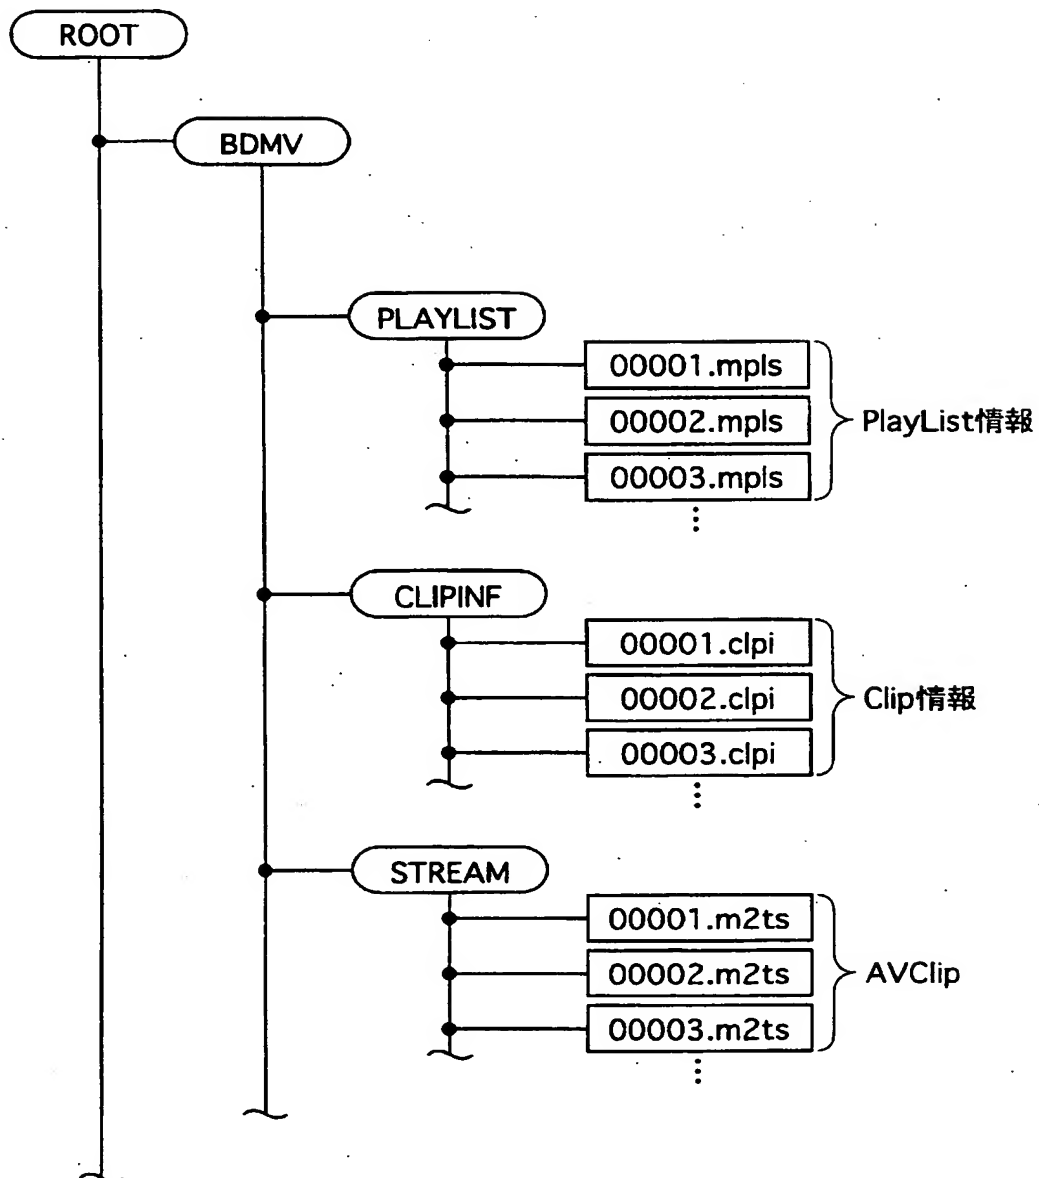 ROOT
BDMV
PLAYLIST
00001.mpls
00002.mpls
00003.mpls
PlayList情報
CLIPINF
00001.clpi
00002.clpi
00003.clpi
Clip情報
STREAM
00001.m2ts
00002.m2ts
00003.m2ts
AVClip